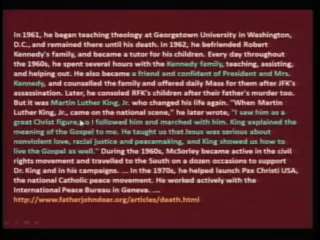 In 1961, he began teaching theology at Georgetown University in Washington,
D.C., and remained there until his death. In 1962, he befriended Robert
Kennedy's family, and became a tutor for his children. Every day throughout
the 1960s, he spent several hours with the Kennedy family, teaching, assisting,
and helping out. He also became a friend and confidant of President and Mrs.
Kennedy, and counselled the family and offered daily Mass for them after JFK's
assassination. Later, he consoled RFK's children after their father's murder too.
But it was Martin Luther King, Jr. who changed his life again. "When Martin
Luther King, Jr., came on the national scene," he later wrote, "I saw him as a
great Christ figure, so I followed him and marched with him. King explained the
meaning of the Gospel to me. He taught us that Jesus was serious about
nonviolent love, racial justice and peacemaking, and King showed us how to
live the Gospel as well." During the 1960s, McSorley became active in the civil
rights movement and travelled to the South on a dozen occasions to support
Dr. King and in his campaigns. .... In the 1970s, he helped launch Pax Christi USA,
the national Catholic peace movement. He worked actively with the
International Peace Bureau in Geneva. ....
http://www.fatherjohndear.org/articles/death.html